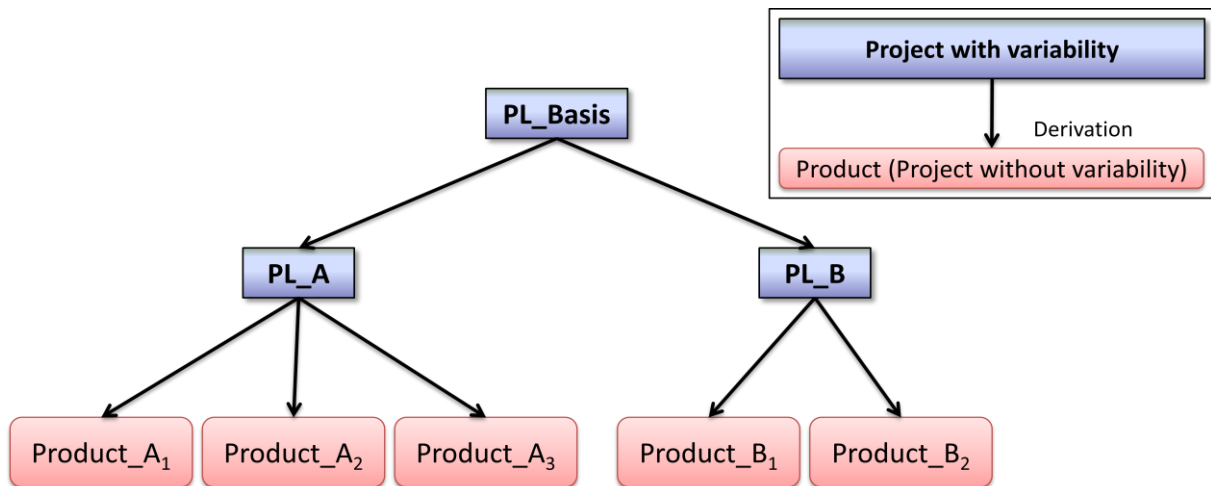 Project with variability
PL_Basis
Derivation
Product (Project without variability)
PL_A
PL_B
Product_A₁
Product_A₂
Product_A₃
Product_B₁
Product_B₂